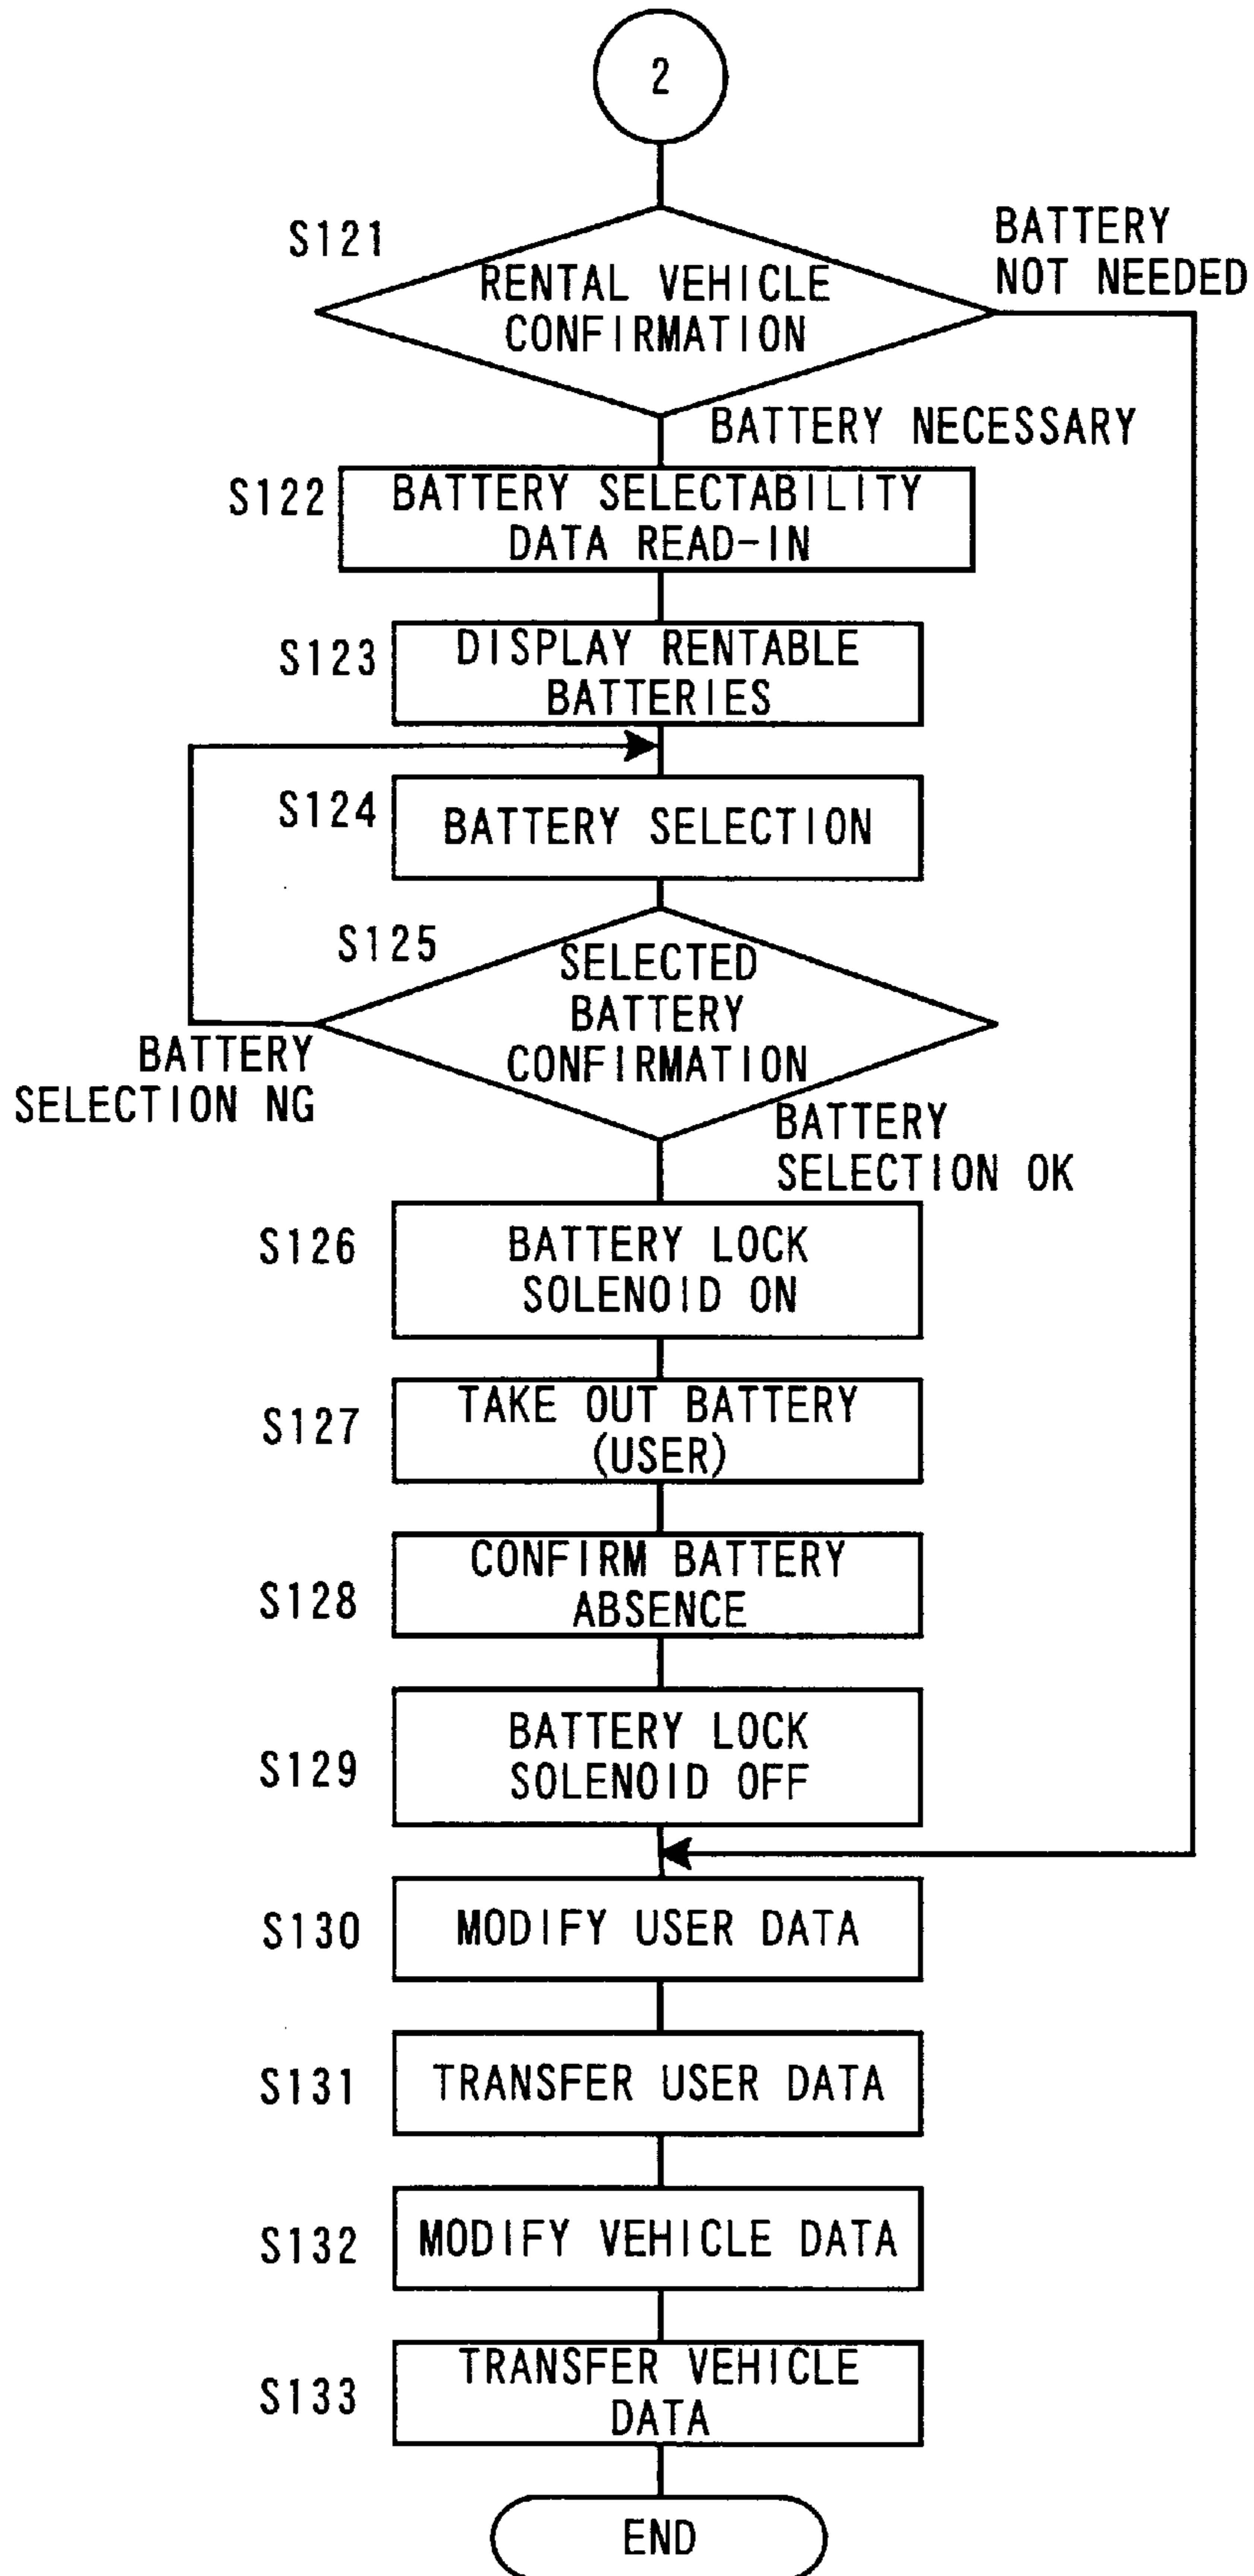 2
S121
RENTAL VEHICLE
CONFIRMATION
BATTERY
NOT NEEDED
BATTERY NECESSARY
S122
BATTERY SELECTABILITY
DATA READ-IN
S123
DISPLAY RENTABLE
BATTERIES
S124
BATTERY SELECTION
S125
SELECTED
BATTERY
CONFIRMATION
BATTERY
SELECTION NG
BATTERY
SELECTION OK
S126
BATTERY LOCK
SOLENOID ON
S127
TAKE OUT BATTERY
(USER)
S128
CONFIRM BATTERY
ABSENCE
S129
BATTERY LOCK
SOLENOID OFF
S130
MODIFY USER DATA
S131
TRANSFER USER DATA
S132
MODIFY VEHICLE DATA
S133
TRANSFER VEHICLE
DATA
END